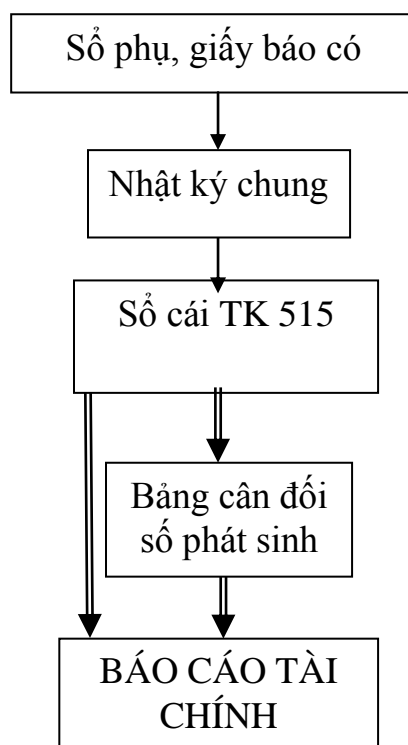 Sổ phụ, giấy báo có
Nhật ký chung
Sổ cái TK 515
Bảng cân đối
số phát sinh
BÁO CÁO TÀI
CHÍNH